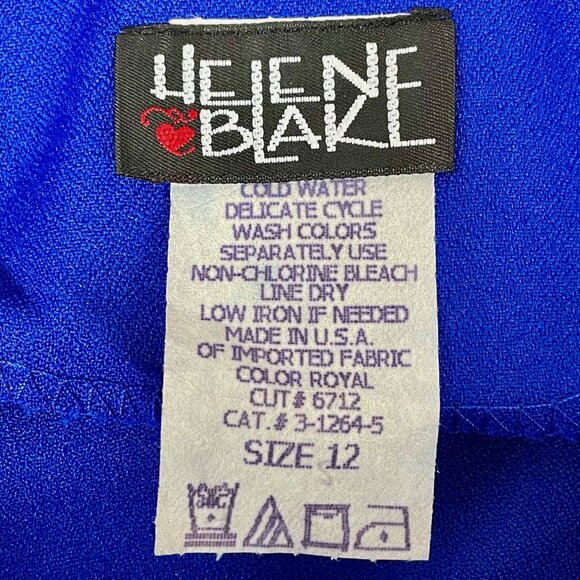 HELENE
BLAKE
COLD WATER
DELICATE CYCLE
WASH COLORS
SEPARATELY USE
NON-CHLORINE BLEACH
LINE DRY
LOW IRON IF NEEDED
MADE IN U.S.A.
OF IMPORTED FABRIC
COLOR ROYAL
CUT# 6712
CAT.# 3-1264-5
SIZE 12